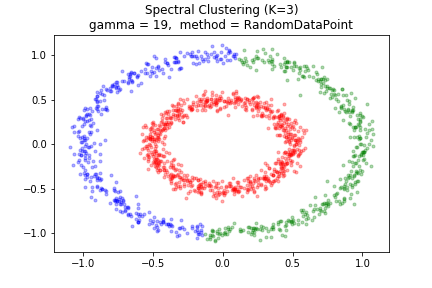 Spectral Clustering (K=3)
gamma = 19,  method = RandomDataPoint
1.0
0.5
0.0
−0.5
−1.0
−1.0 −0.5 0.0 0.5 1.0